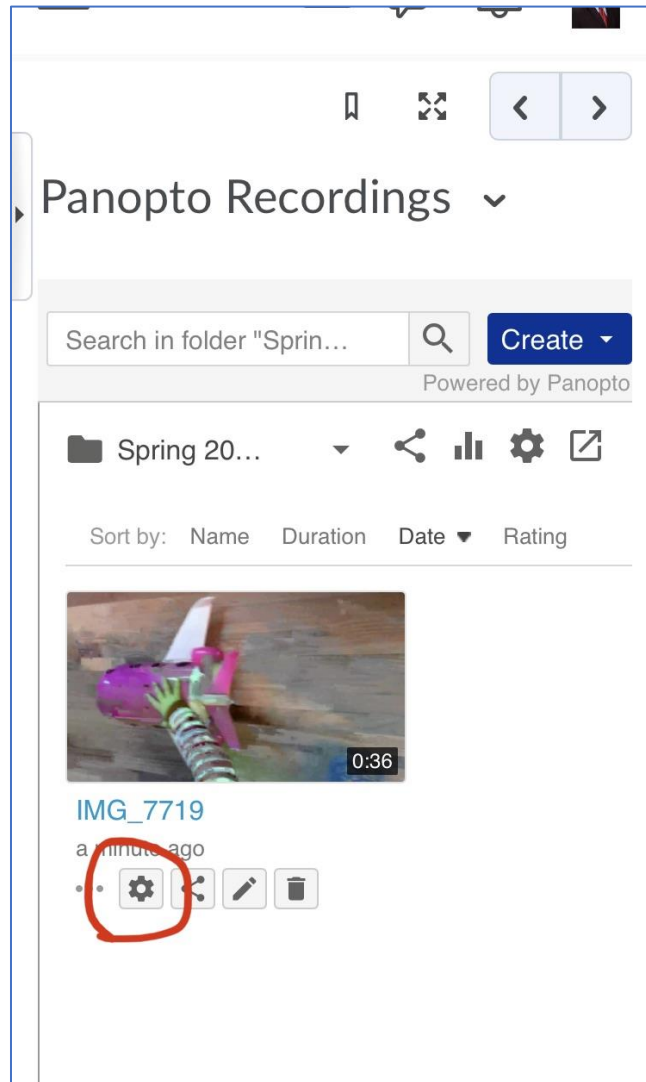 Panopto Recordings
Search in folder "Sprin...
Create
Powered by Panopto
Spring 20...
Sort by: Name Duration Date Rating
0:36
IMG_7719
a minute ago